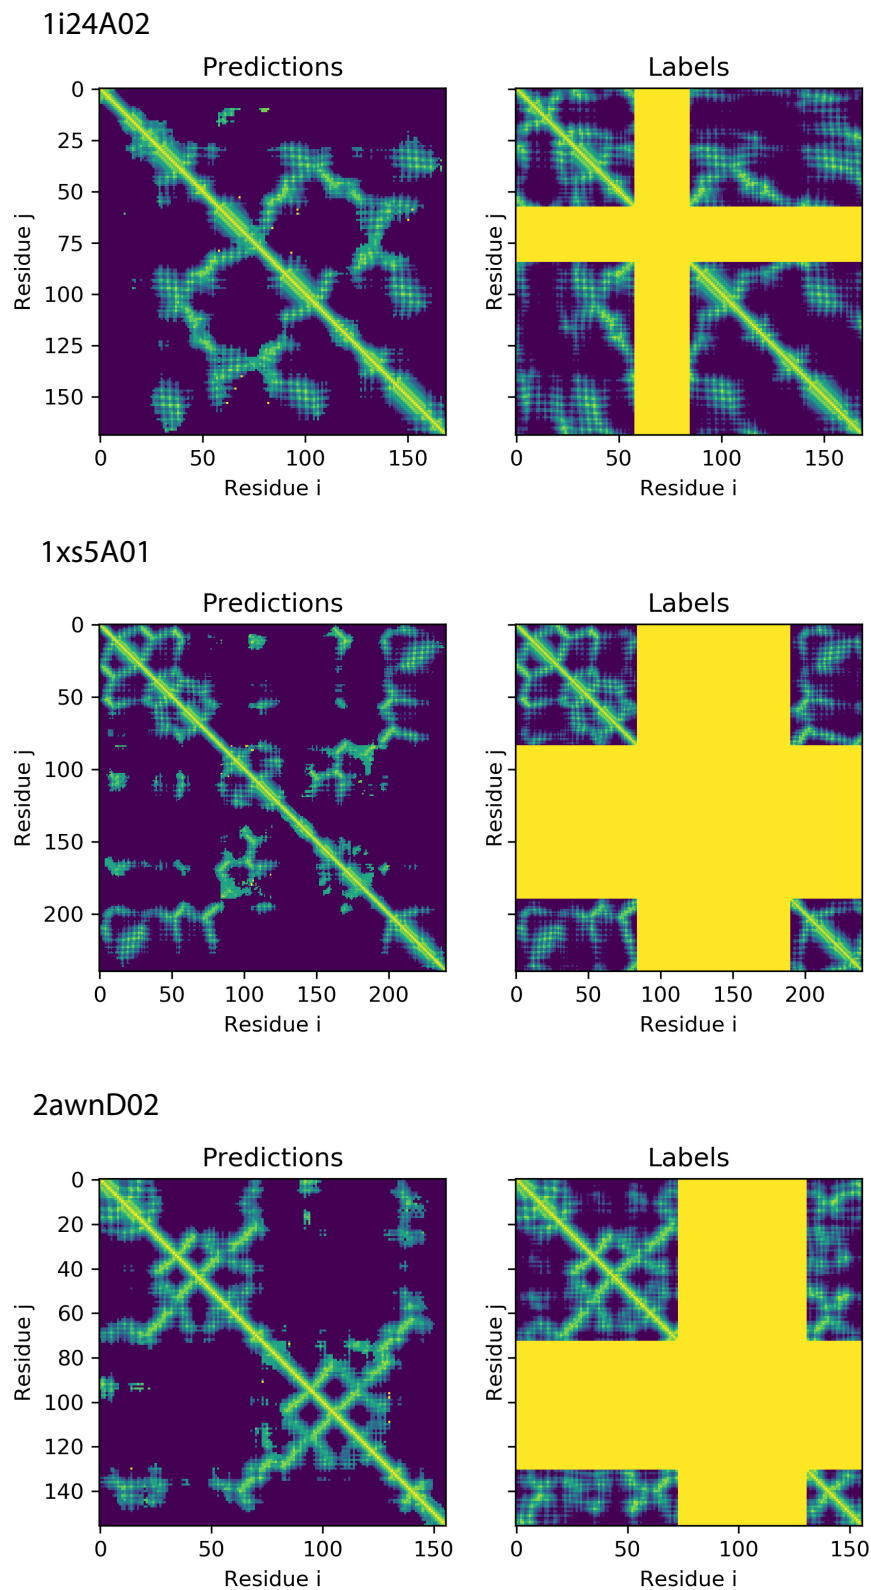 1i24A02
Predictions Labels
0
25
50
75
100
125
150
Residue j
Residue j
0 50 100 150 0 50 100 150
Residue i Residue i
1xs5A01
Predictions Labels
0
50
100
150
200
Residue j
Residue j
0 50 100 150 200 0 50 100 150 200
Residue i Residue i
2awnD02
Predictions Labels
0
20
40
60
80
100
120
140
Residue j
Residue j
0 50 100 150 0 50 100 150
Residue i Residue i